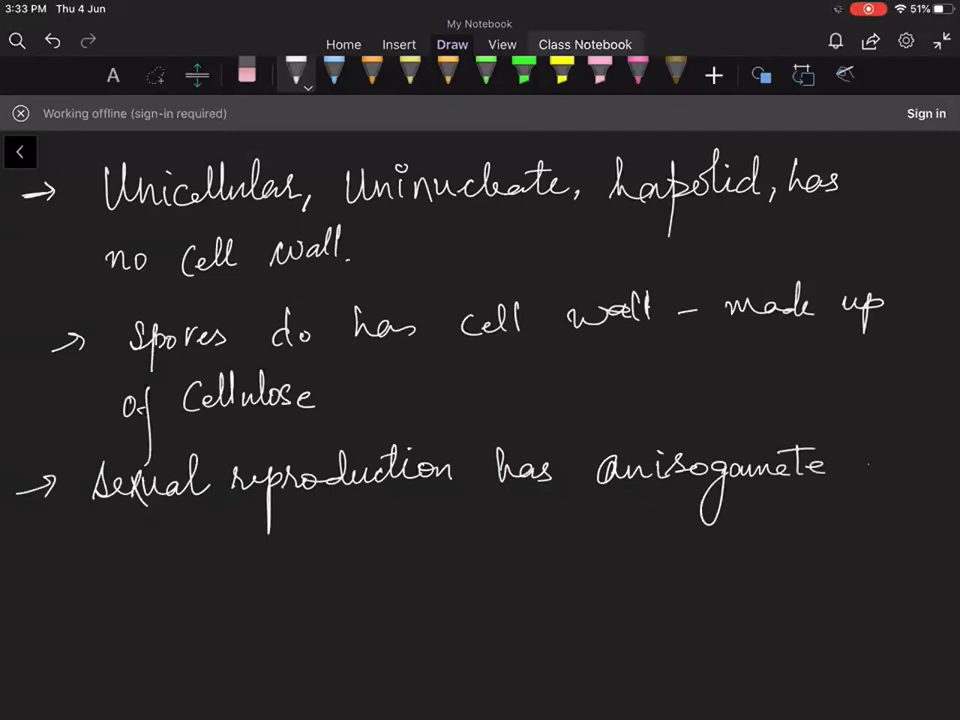 3:33 PM Thu 4 Jun
51%
My Notebook
Home Insert Draw View Class Notebook
A
Working offline (sign-in required) Sign in
→ Unicellular, Uninucleate, hapolid, has
no cell wall.
→ Spores do has cell wall - made up
of cellulose
→ Sexual reproduction has anisogamete